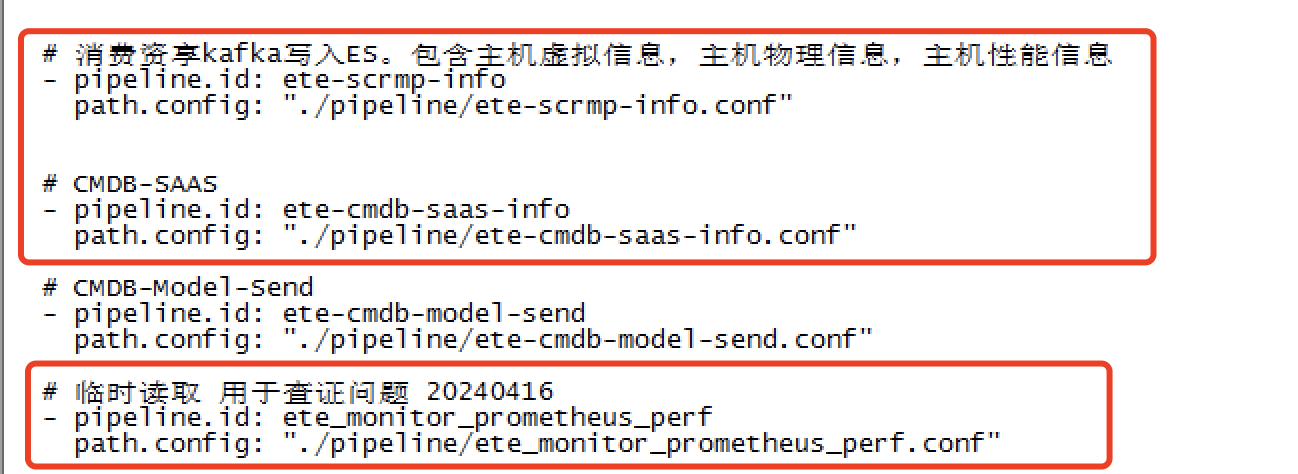 # 消费资享kafka写入ES。包含主机虚拟信息，主机物理信息，主机性能信息
- pipeline.id: ete-scrmp-info
path.config: "./pipeline/ete-scrmp-info.conf"
# CMDB-SAAS
- pipeline.id: ete-cmdb-saas-info
path.config: "./pipeline/ete-cmdb-saas-info.conf"
# CMDB-Model-Send
- pipeline.id: ete-cmdb-model-send
path.config: "./pipeline/ete-cmdb-model-send.conf"
# 临时读取 用于查证问题 20240416
- pipeline.id: ete_monitor_prometheus_perf
path.config: "./pipeline/ete_monitor_prometheus_perf.conf"